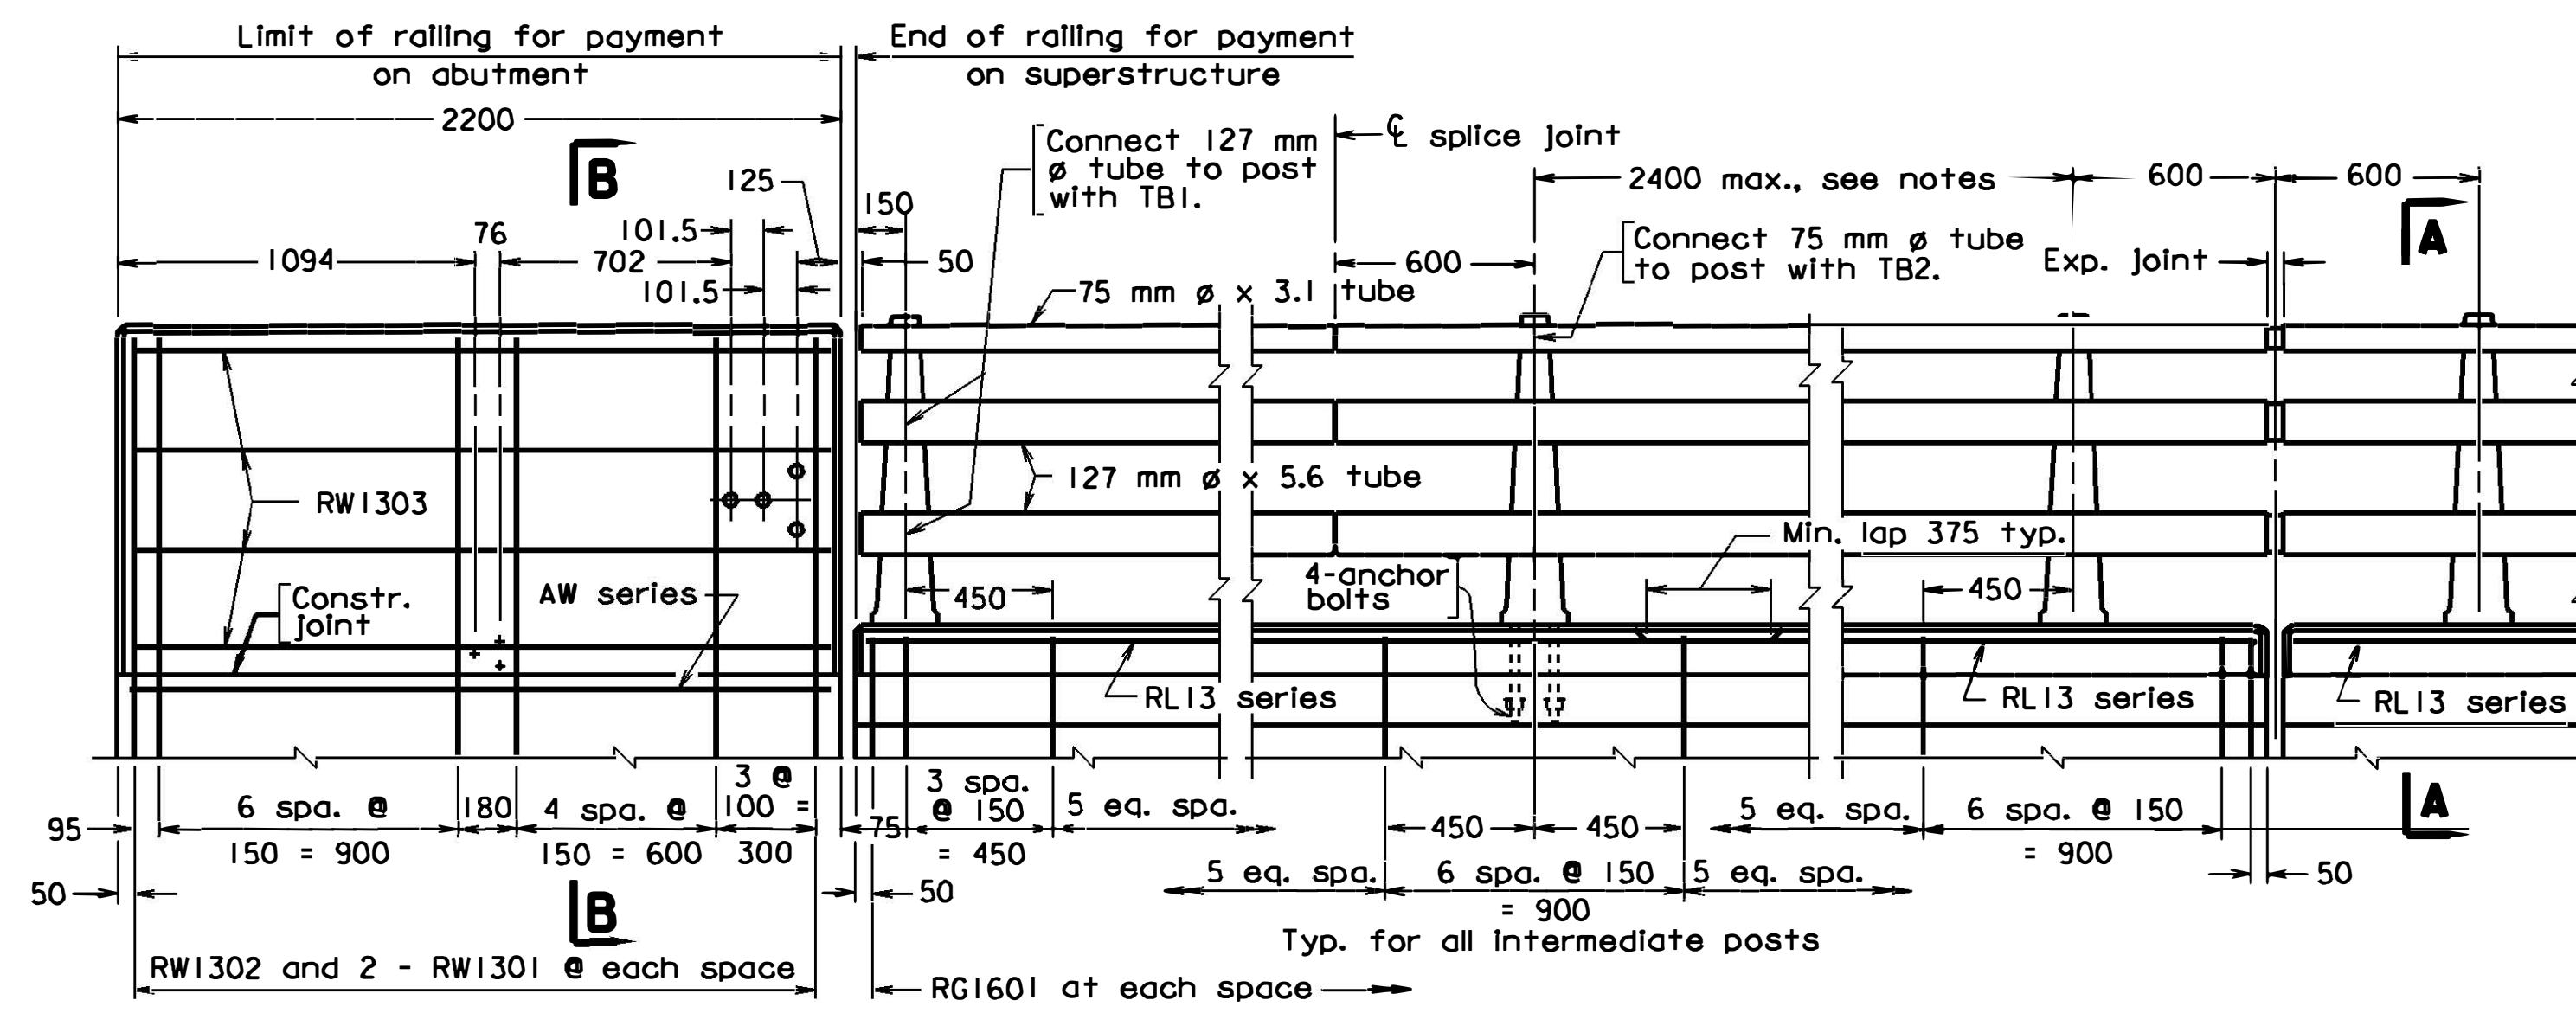 Limit of railing for payment
on abutment
End of railing for payment
on superstructure
2200
Connect 127 mm
ø tube to post
with TB1.
℄ splice joint
B
125
150
2400 max., see notes
600
600
A
76
101.5
Connect 75 mm ø tube
to post with TB2.
1094
702
50
600
Exp. joint
101.5
75 mm ø x 3.1 tube
RW1303
127 mm ø x 5.6 tube
Min. lap 375 typ.
Constr.
joint
AW series
450
4-anchor
bolts
450
RL13 series
RL13 series
RL13 series
95
6 spa. @
150 = 900
180
4 spa. @
150 = 600
3 @
100 =
300
75
3 spa.
@ 150
= 450
5 eq. spa.
450
450
5 eq. spa.
6 spa. @ 150
= 900
A
50
B
50
5 eq. spa.
6 spa. @ 150
= 900
5 eq. spa.
50
Typ. for all intermediate posts
RW1302 and 2 - RW1301 @ each space
RG1601 at each space